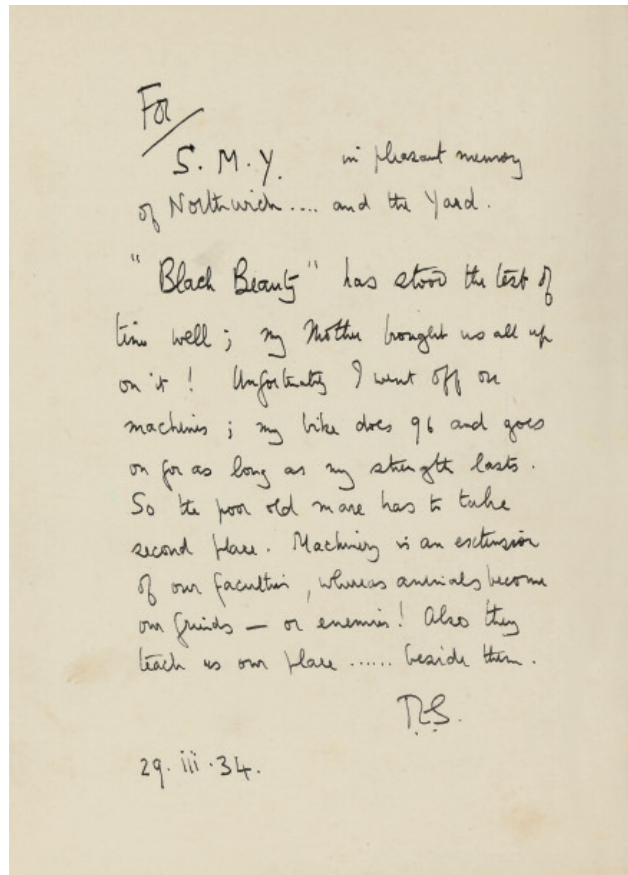 For
S. M. Y. in pleasant memory
of Northwich .... and the Yard.
"Black Beauty" has stood the test of
time well ; my Mother brought us all up
on it ! Unfortunately I went off on
machines ; my bike does 96 and goes
on for as long as my strength lasts.
So the poor old mare has to take
second place. Machinery is an extension
of our faculties, whereas animals become
our friends — or enemies! Also they
teach us our place ...... beside them.
29. iii .34.